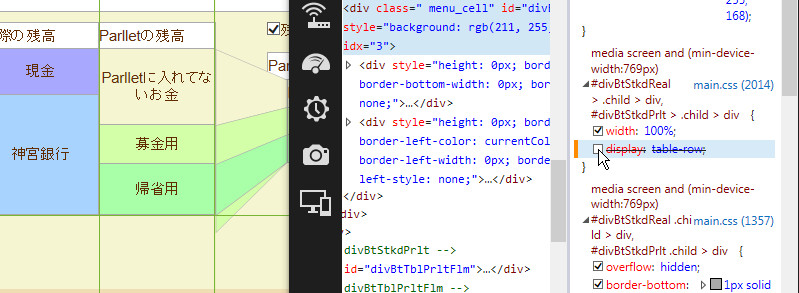 際の残高
Parlletの残高
残
Par
現金
Parlletに入れてな
いお金
神宮銀行
募金用
帰省用
<div class=" menu_cell" id="divB
style="background: rgb(211, 255,
idx="3">
<div style="height: 0px; bord
border-bottom-width: 0px; bor
none;">…</div>
<div style="height: 0px; bord
border-left-color: currentCol
border-left-width: 0px; borde
left-style: none;">…</div>
</div>
div>
>
divBtStkdPrlt -->
id="divBtTblPrltFlm">…</div>
divBtTblPrltFlm -->
255,
168);
}
media screen and (min-device-
width:769px)
#divBtStkdReal main.css (2014)
> .child > div,
#divBtStkdPrlt > .child > div {
width: 100%;
display: table-row;
}
media screen and (min-device-
width:769px)
#divBtStkdReal .chi main.css (1357)
ld > div,
#divBtStkdPrlt .child > div {
overflow: hidden;
border-bottom: 1px solid